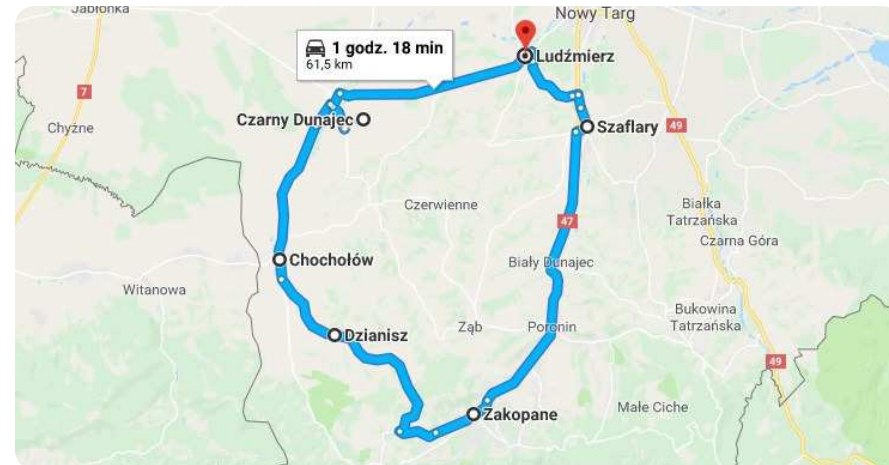 Jabłonka
Nowy Targ
1 godz. 18 min
61,5 km
Ludźmierz
7
Czarny Dunajec
Szaflary
49
Chyżne
Czerwienne
Białka
Tatrzańska
47
Czarna Góra
Chochołów
Biały Dunajec
Witanowa
Bukowina
Tatrzańska
Dzianisz
Ząb
Poronin
49
Zakopane
Małe Ciche